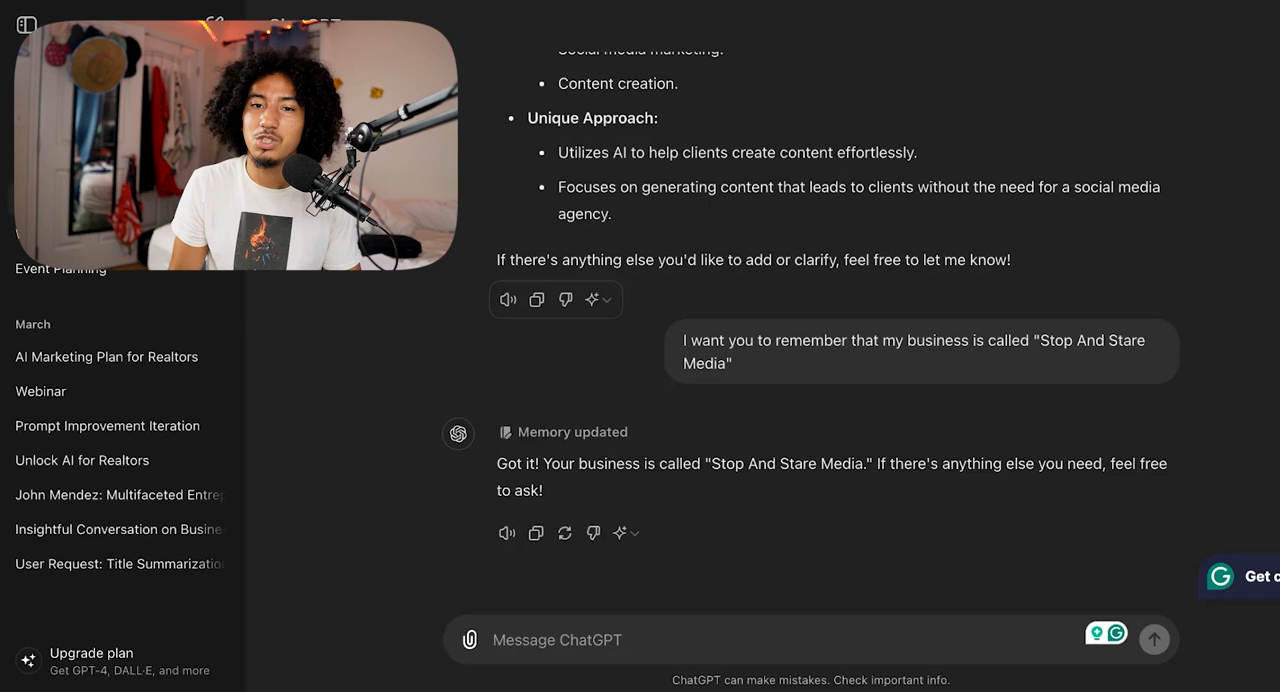 ChatGPT
Event Planning
March
AI Marketing Plan for Realtors
Webinar
Prompt Improvement Iteration
Unlock AI for Realtors
John Mendez: Multifaceted Entrep
Insightful Conversation on Busine
User Request: Title Summarizatio
Upgrade plan
Get GPT-4, DALL·E, and more
Social media marketing.
Content creation.
Unique Approach:
Utilizes AI to help clients create content effortlessly.
Focuses on generating content that leads to clients without the need for a social media
agency.
If there's anything else you'd like to add or clarify, feel free to let me know!
I want you to remember that my business is called "Stop And Stare
Media"
Memory updated
Got it! Your business is called "Stop And Stare Media." If there's anything else you need, feel free
to ask!
Get c
Message ChatGPT
ChatGPT can make mistakes. Check important info.